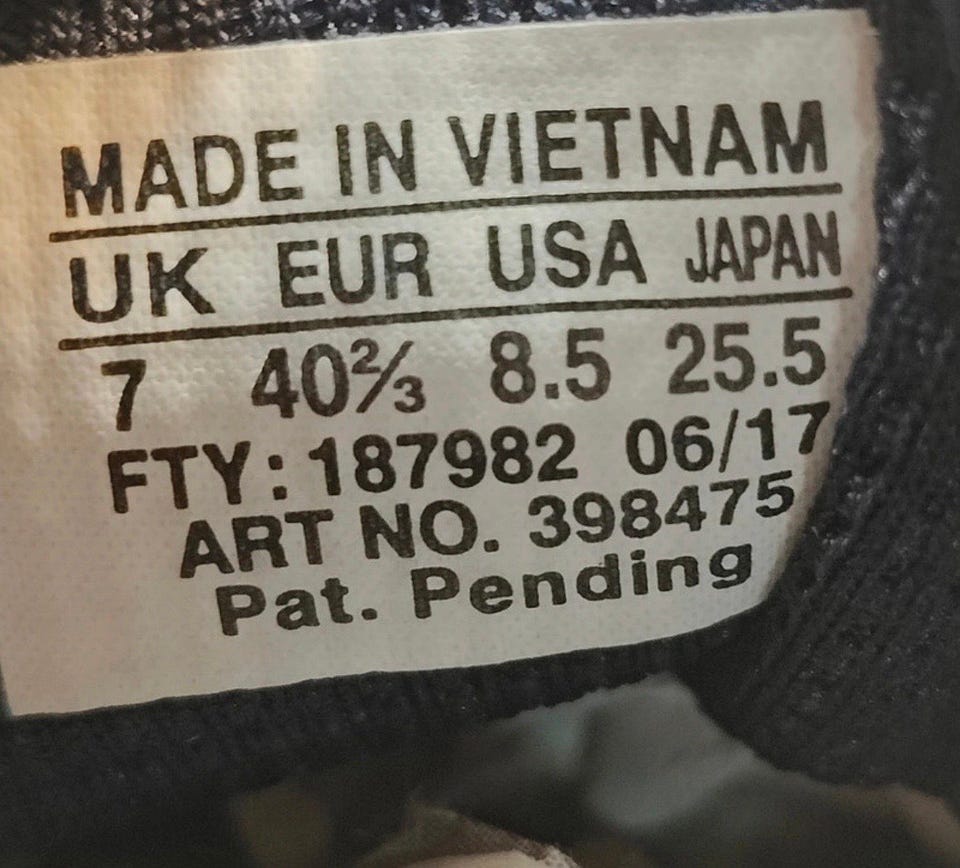 MADE IN VIETNAM
UK EUR USA JAPAN
7 40⅔ 8.5 25.5
FTY: 187982 06/17
ART NO. 398475
Pat. Pending